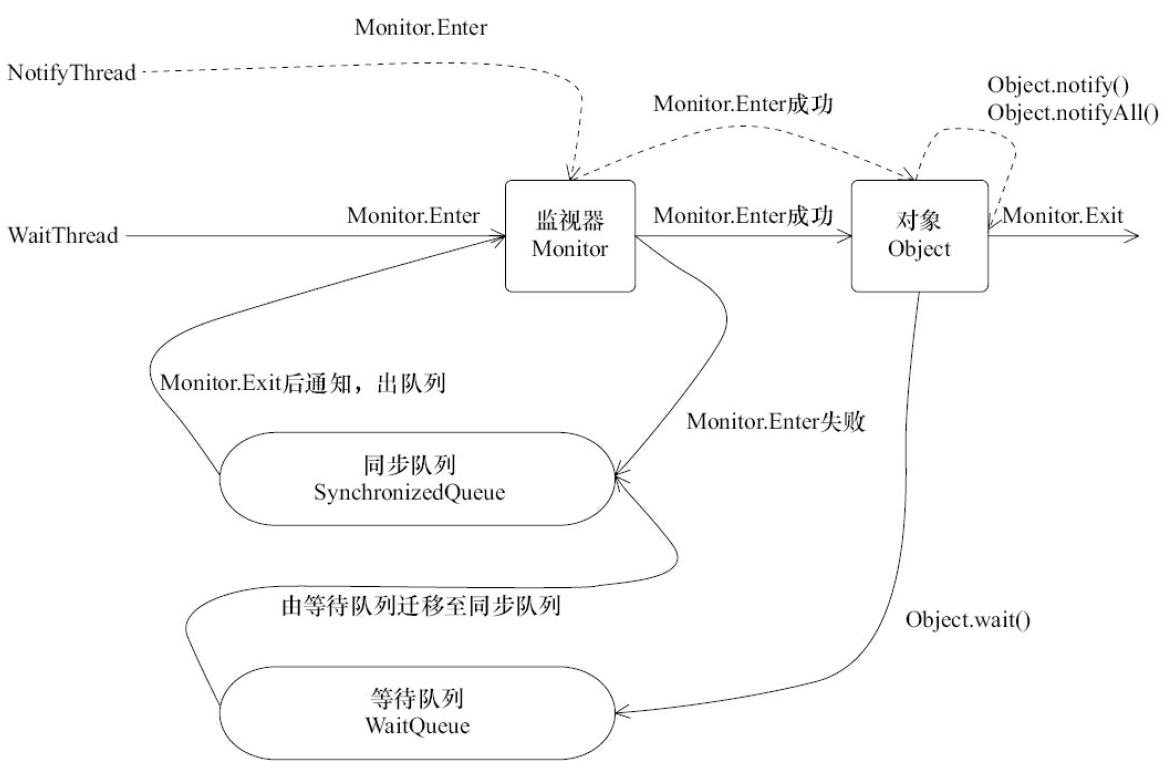 Monitor.Enter
NotifyThread
Object.notify()
Monitor.Enter成功
Object.notifyAll()
WaitThread
Monitor.Enter
监视器
Monitor
Monitor.Enter成功
对象
Object
Monitor.Exit
Monitor.Exit后通知，出队列
Monitor.Enter失败
同步队列
SynchronizedQueue
由等待队列迁移至同步队列
Object.wait()
等待队列
WaitQueue